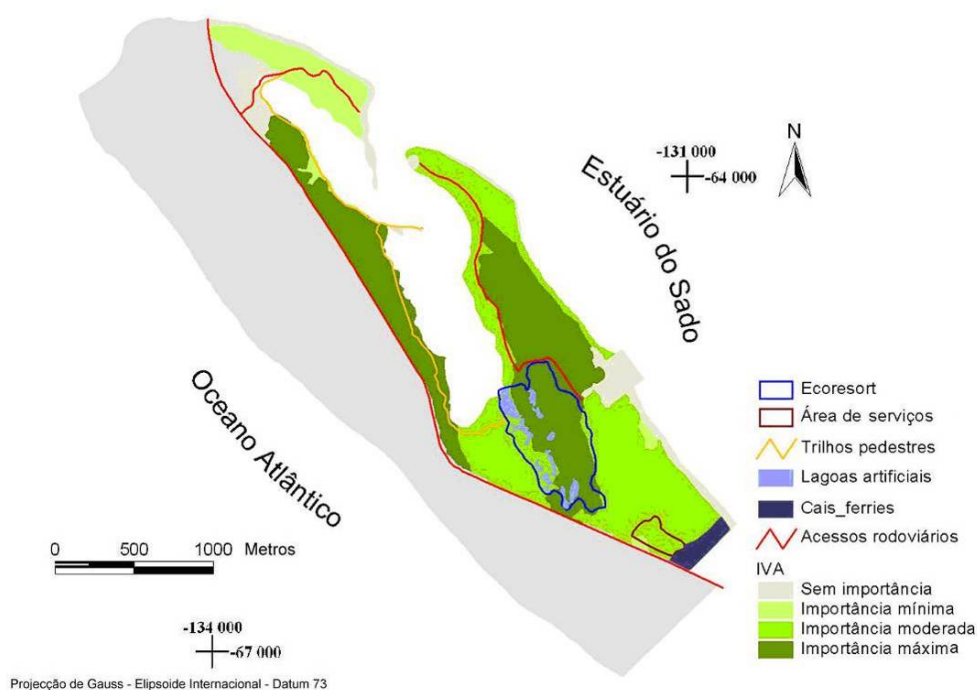 -131 000
-64 000
N
Estuário do Sado
Oceano Atlântico
Ecoresort
Área de serviços
Trilhos pedestres
Lagoas artificiais
Cais_ferries
Acessos rodoviários
IVA
Sem importância
Importância mínima
Importância moderada
Importância máxima
0 500 1000 Metros
-134 000
-67 000
Projecção de Gauss - Elipsoide Internacional - Datum 73